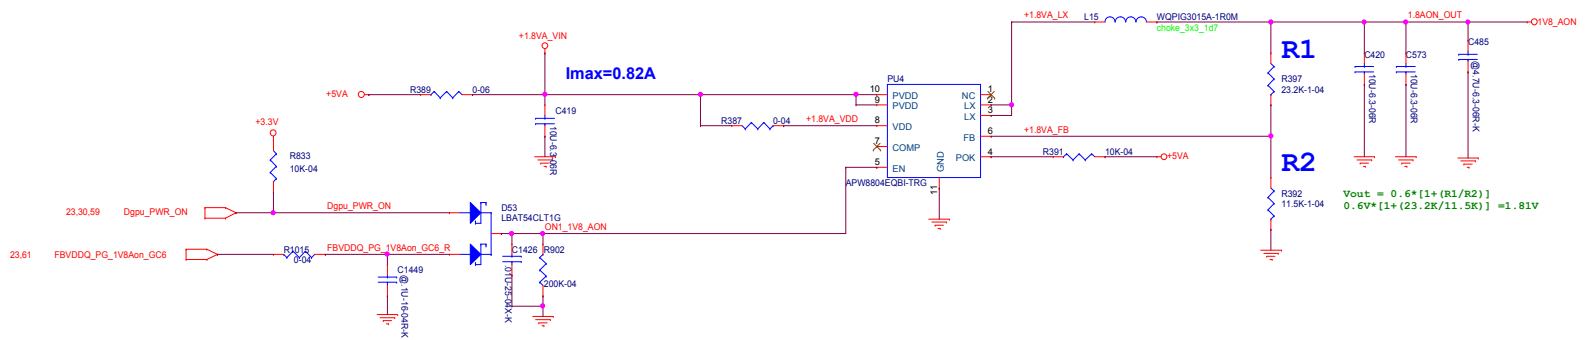 +1.8VA_LX
L15
WQPIG3015A-1R0M
choke_3x3_1d7
1.8AON_OUT
1V8_AON
+1.8VA_VIN
Imax=0.82A
R1
R397
23.2K-1-04
C420
10U-6.3-06R
C573
10U-6.3-06R
C485
@4.7U-6.3-06R-K
+5VA
R389
0-06
C419
10U-6.3-06R
PU4
10 PVDD
9 PVDD
8 VDD
7 COMP
5 EN
NC 1
LX 2
LX 3
FB 6
POK 4
GND
11
APW8804EQBI-TRG
R387
0-04
+1.8VA_VDD
+1.8VA_FB
R391
10K-04
+5VA
+3.3V
R833
10K-04
R2
R392
11.5K-1-04
Vout = 0.6*[1+(R1/R2)]
0.6V*[1+(23.2K/11.5K)] =1.81V
23,30,59
Dgpu_PWR_ON
Dgpu_PWR_ON
D53
LBAT54CLT1G
ON1_1V8_AON
23,61
FBVDDQ_PG_1V8Aon_GC6
R1015
0-04
FBVDDQ_PG_1V8Aon_GC6_R
C1449
@.1U-16-04R-K
C1426
.01U-25-04X-K
R902
200K-04